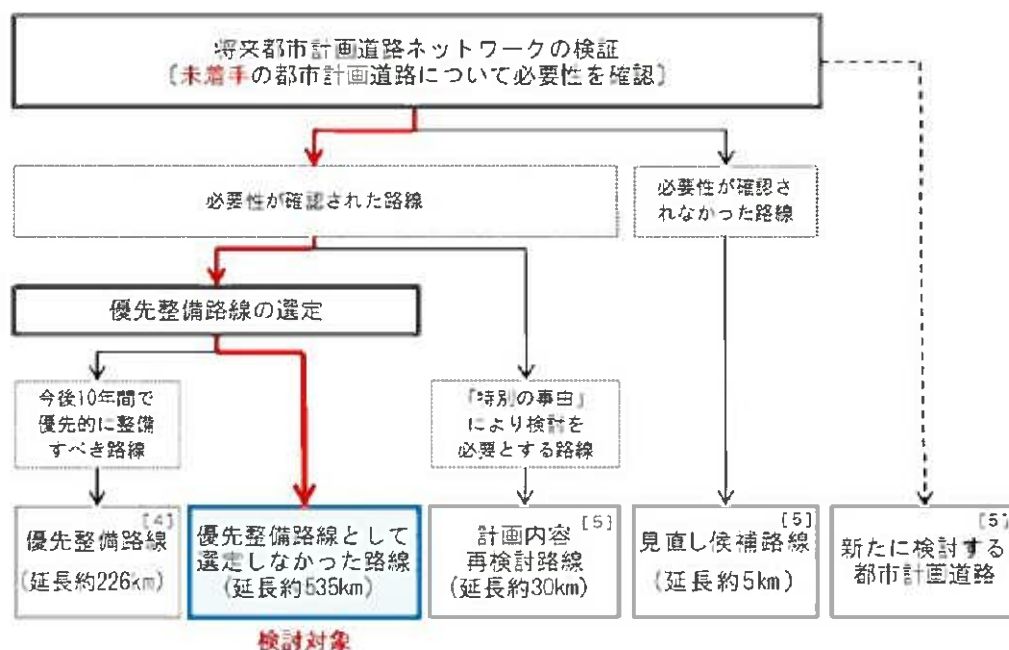 将来都市計画道路ネットワークの検証
〔未着手の都市計画道路について必要性を確認〕
必要性が確認された路線
必要性が確認さ
れなかった路線
優先整備路線の選定
今後10年間で
優先的に整備
すべき路線
「特別の事由」
により検討を
必要とする路線
[4]
優先整備路線
(延長約226km)
優先整備路線として
選定しなかった路線
(延長約535km)
[5]
計画内容
再検討路線
(延長約30km)
[5]
見直し候補路線
(延長約5km)
[5]
新たに検討する
都市計画道路
検討対象